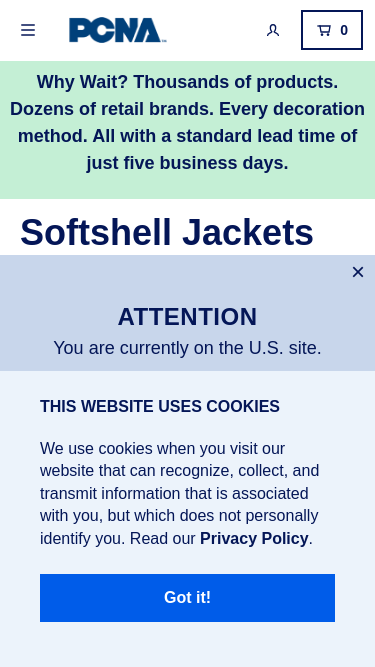 PCNA
0
Why Wait? Thousands of products.
Dozens of retail brands. Every decoration
method. All with a standard lead time of
just five business days.
Softshell Jackets
×
ATTENTION
You are currently on the U.S. site.
THIS WEBSITE USES COOKIES
We use cookies when you visit our
website that can recognize, collect, and
transmit information that is associated
with you, but which does not personally
identify you. Read our Privacy Policy.
Got it!